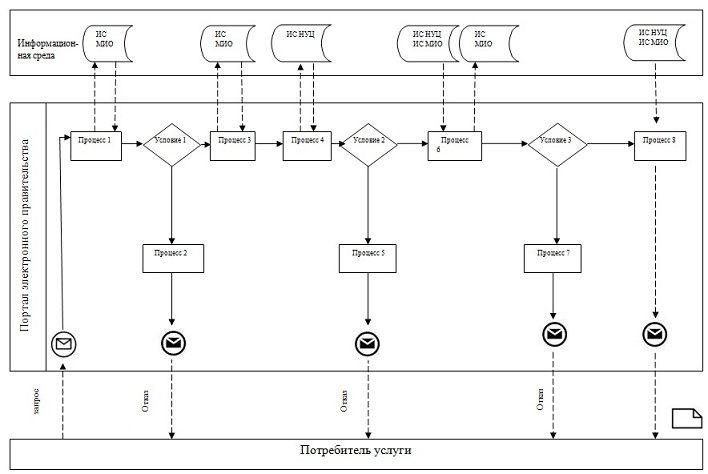 Информацион-
ная среда
ИС
МИО
ИС
МИО
ИС НУЦ
ИС НУЦ
ИС МИО
ИС
МИО
ИС НУЦ
ИС МИО
Портал электронного правительства
Процесс 1
Условие 1
Процесс 3
Процесс 4
Условие 2
Процесс
6
Условие 3
Процесс 8
Процесс 2
Процесс 5
Процесс 7
запрос
Отказ
Отказ
Отказ
Потребитель услуги